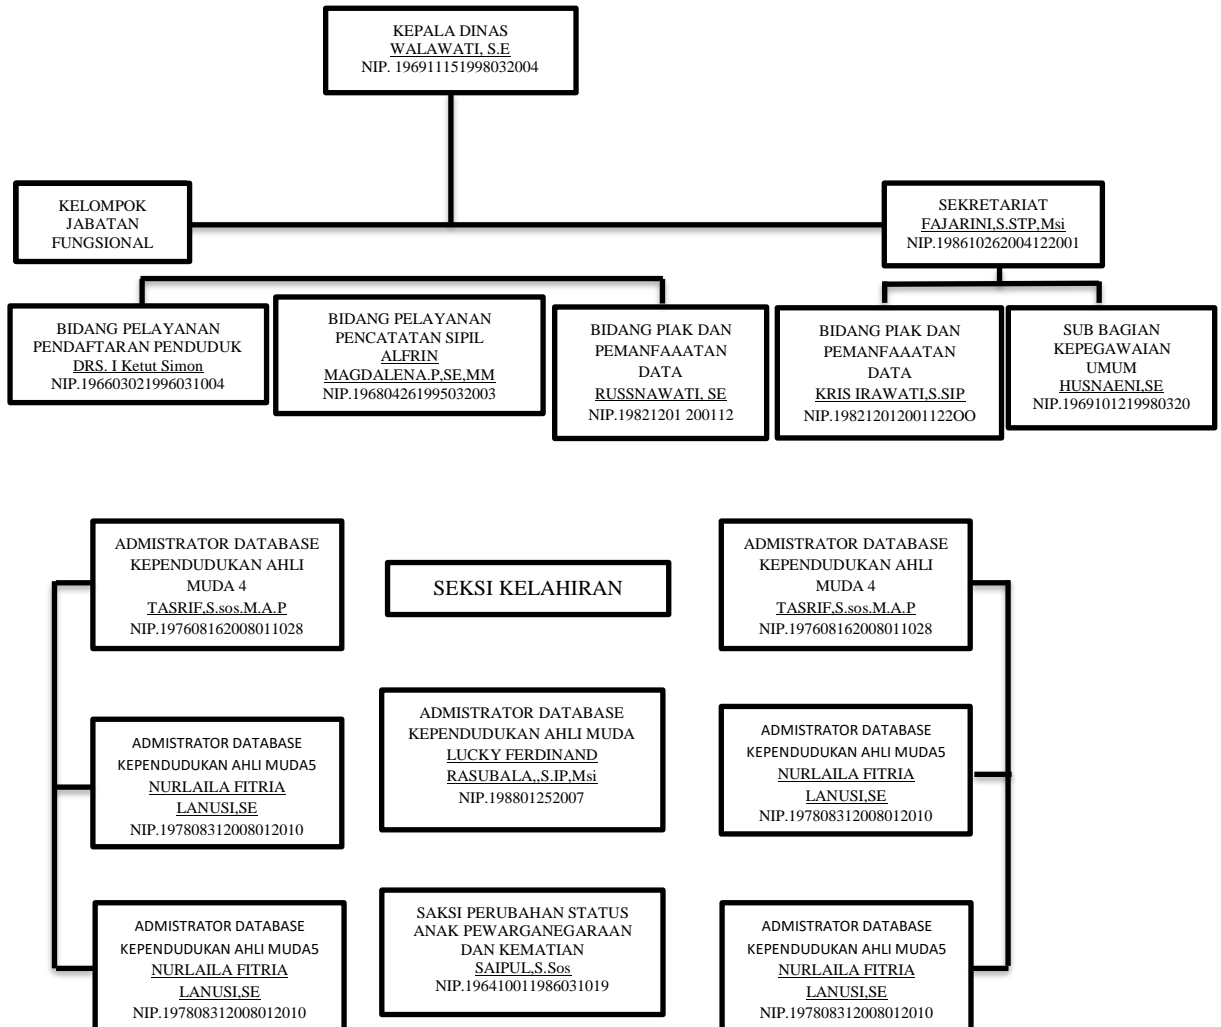 KEPALA DINAS
WALAWATI, S.E
NIP. 196911151998032004
KELOMPOK
JABATAN
FUNGSIONAL
SEKRETARIAT
FAJARINI,S.STP,Msi
NIP.198610262004122001
BIDANG PELAYANAN
PENDAFTARAN PENDUDUK
DRS. I Ketut Simon
NIP.196603021996031004
BIDANG PELAYANAN
PENCATATAN SIPIL
ALFRIN
MAGDALENA.P,SE,MM
NIP.196804261995032003
BIDANG PIAK DAN
PEMANFAAATAN
DATA
RUSSNAWATI, SE
NIP.19821201 200112
BIDANG PIAK DAN
PEMANFAAATAN
DATA
KRIS IRAWATI,S.SIP
NIP.198212012001122OO
SUB BAGIAN
KEPEGAWAIAN
UMUM
HUSNAENI,SE
NIP.1969101219980320
ADMISTRATOR DATABASE
KEPENDUDUKAN AHLI
MUDA 4
TASRIF,S.sos.M.A.P
NIP.197608162008011028
SEKSI KELAHIRAN
ADMISTRATOR DATABASE
KEPENDUDUKAN AHLI
MUDA 4
TASRIF,S.sos.M.A.P
NIP.197608162008011028
ADMISTRATOR DATABASE
KEPENDUDUKAN AHLI MUDA5
NURLAILA FITRIA
LANUSI,SE
NIP.197808312008012010
ADMISTRATOR DATABASE
KEPENDUDUKAN AHLI MUDA
LUCKY FERDINAND
RASUBALA,,S.IP,Msi
NIP.198801252007
ADMISTRATOR DATABASE
KEPENDUDUKAN AHLI MUDA5
NURLAILA FITRIA
LANUSI,SE
NIP.197808312008012010
ADMISTRATOR DATABASE
KEPENDUDUKAN AHLI MUDA5
NURLAILA FITRIA
LANUSI,SE
NIP.197808312008012010
SAKSI PERUBAHAN STATUS
ANAK PEWARGANEGARAAN
DAN KEMATIAN
SAIPUL,S.Sos
NIP.196410011986031019
ADMISTRATOR DATABASE
KEPENDUDUKAN AHLI MUDA5
NURLAILA FITRIA
LANUSI,SE
NIP.197808312008012010